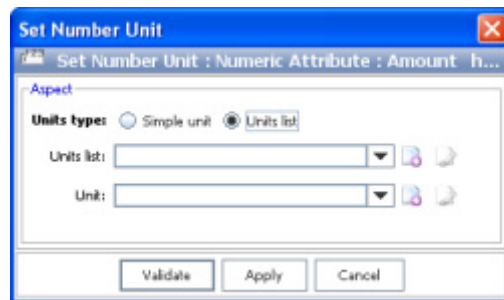 Set Number Unit
Set Number Unit : Numeric Attribute : Amount h...
Aspect
Units type: Simple unit Units list
Units list:
Unit:
Validate Apply Cancel